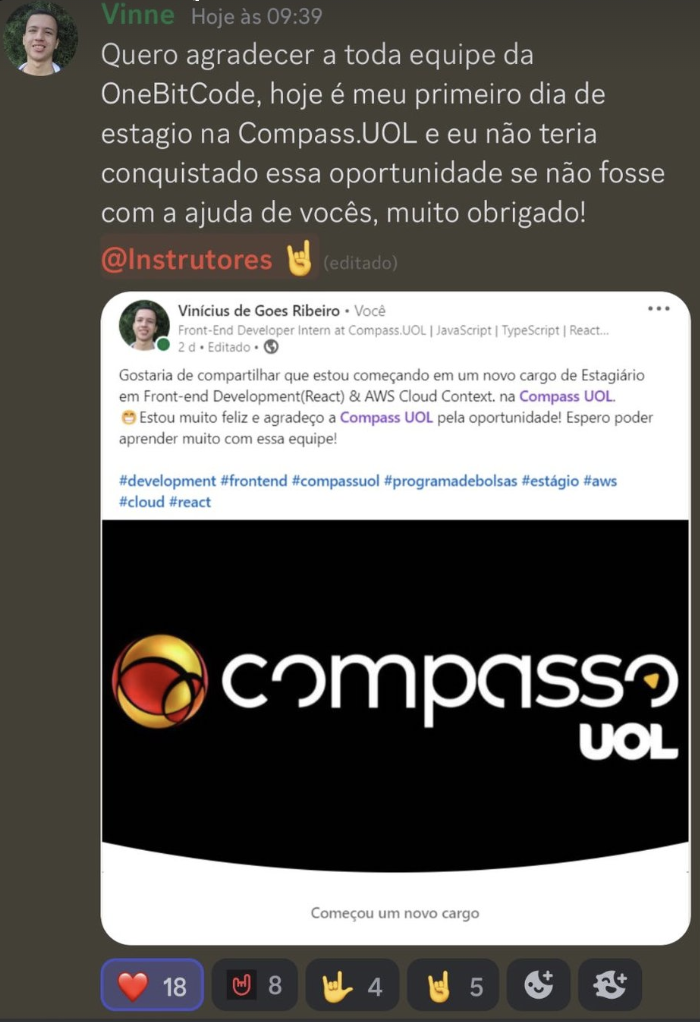 Vinne Hoje às 09:39
Quero agradecer a toda equipe da
OneBitCode, hoje é meu primeiro dia de
estagio na Compass.UOL e eu não teria
conquistado essa oportunidade se não fosse
com a ajuda de vocês, muito obrigado!
@Instrutores 🤘 (editado)
Vinícius de Goes Ribeiro • Você
Front-End Developer Intern at Compass.UOL | JavaScript | TypeScript | React...
2 d • Editado •
Gostaria de compartilhar que estou começando em um novo cargo de Estagiário
em Front-end Development(React) & AWS Cloud Context. na Compass UOL.
😁Estou muito feliz e agradeço a Compass UOL pela oportunidade! Espero poder
aprender muito com essa equipe!
#development #frontend #compassuol #programadebolsas #estágio #aws
#cloud #react
compasso
UOL
Começou um novo cargo
❤️ 18 8 🤟 4 🤘 5